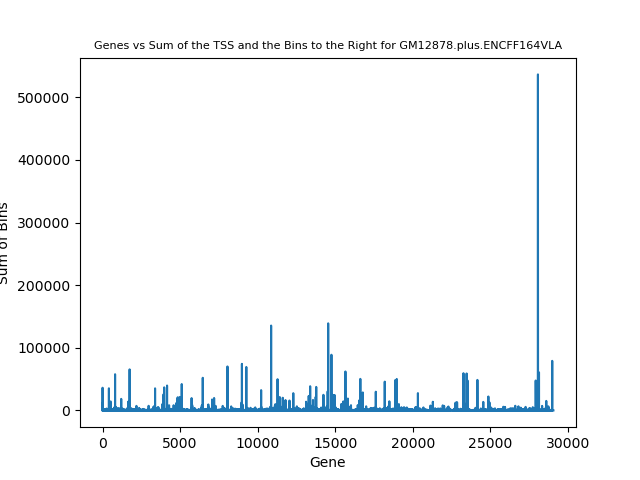 Genes vs Sum of the TSS and the Bins to the Right for GM12878.plus.ENCFF164VLA
500000
400000
300000
200000
100000
0
Sum of Bins
0 5000 10000 15000 20000 25000 30000
Gene